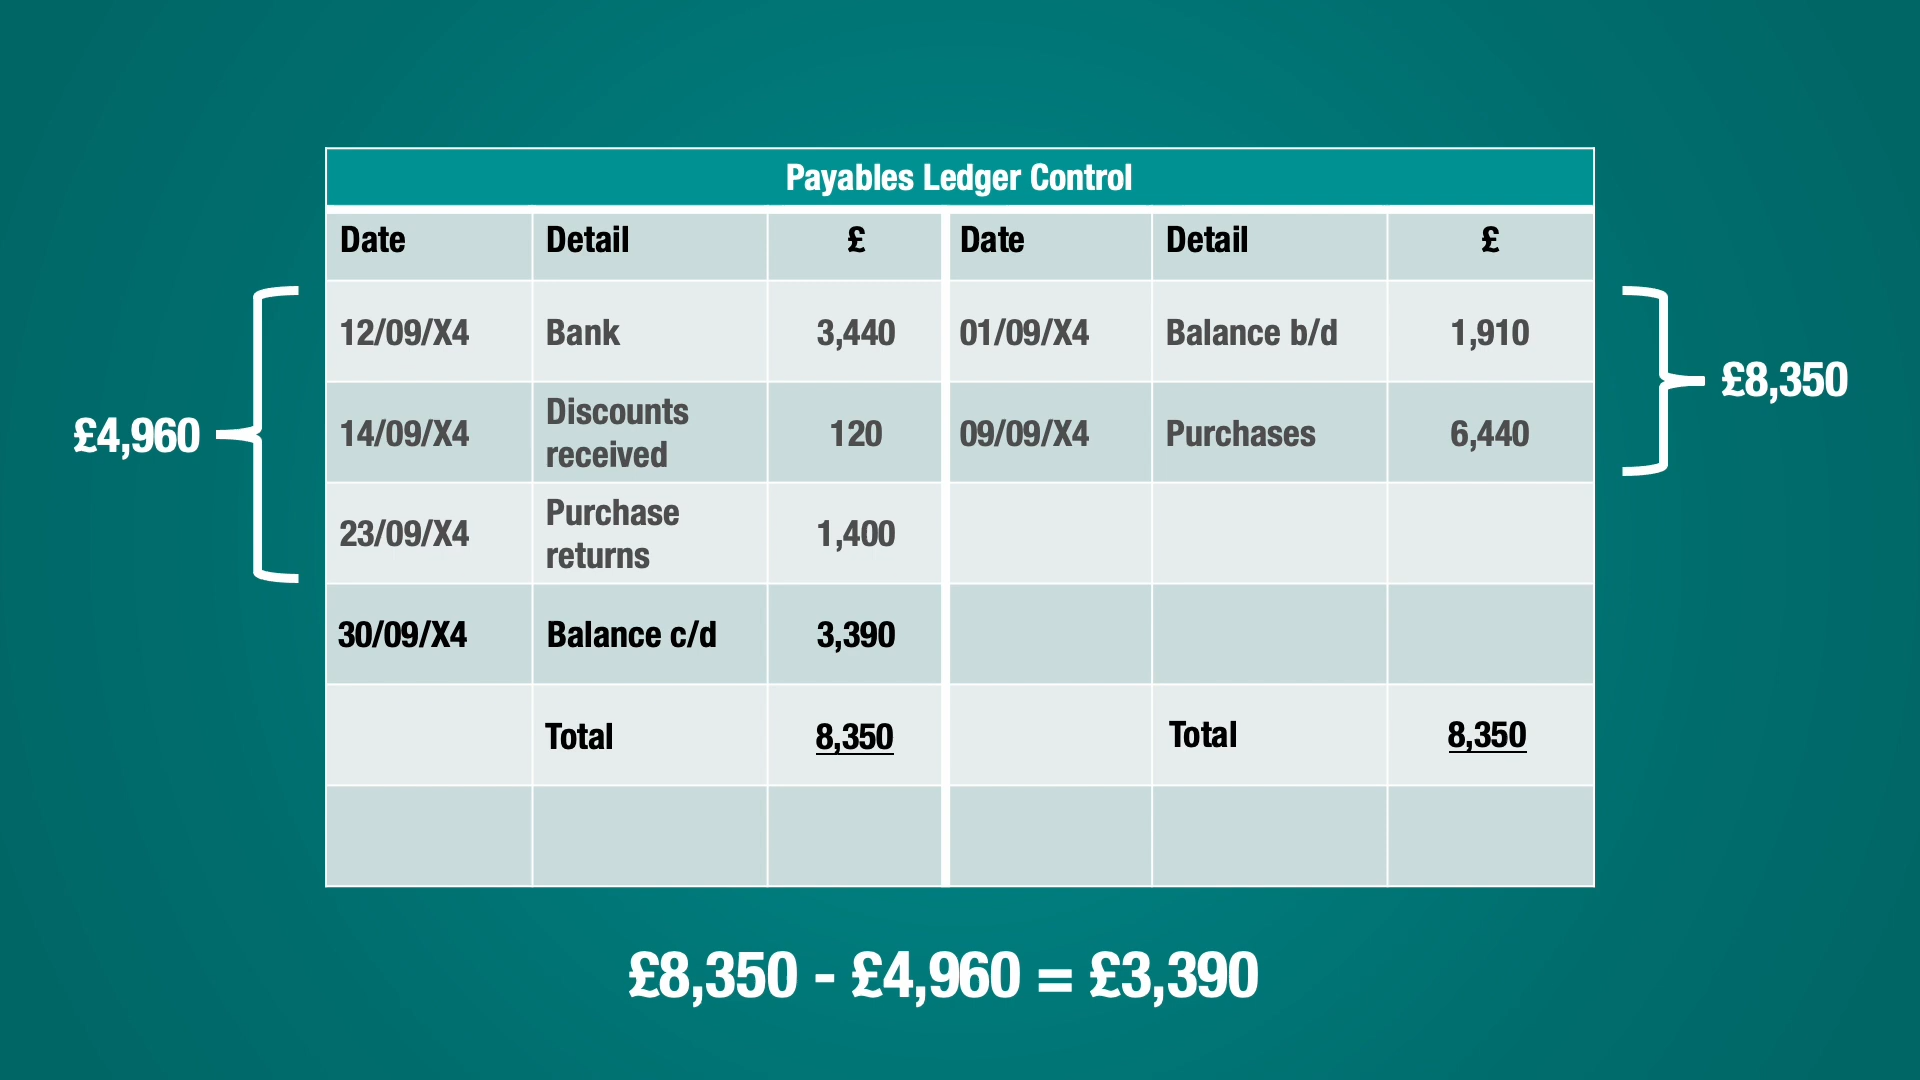 Payables Ledger Control
Date Detail £ Date Detail £
12/09/X4 Bank 3,440 01/09/X4 Balance b/d 1,910
£8,350
£4,960
14/09/X4 Discounts received 120 09/09/X4 Purchases 6,440
23/09/X4 Purchase returns 1,400
30/09/X4 Balance c/d 3,390
Total 8,350 Total 8,350
£8,350 - £4,960 = £3,390